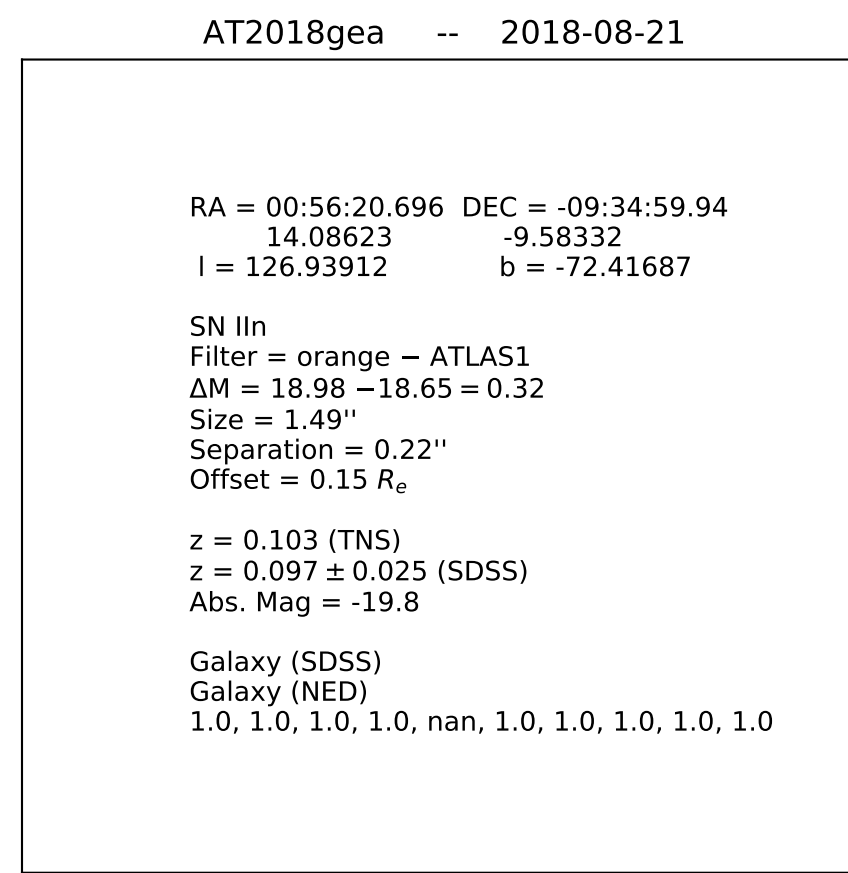 AT2018gea -- 2018-08-21
RA = 00:56:20.696 DEC = -09:34:59.94
14.08623 -9.58332
l = 126.93912 b = -72.41687
SN IIn
Filter = orange − ATLAS1
ΔM = 18.98 −18.65 = 0.32
Size = 1.49''
Separation = 0.22''
Offset = 0.15 Rₑ
z = 0.103 (TNS)
z = 0.097 ± 0.025 (SDSS)
Abs. Mag = -19.8
Galaxy (SDSS)
Galaxy (NED)
1.0, 1.0, 1.0, 1.0, nan, 1.0, 1.0, 1.0, 1.0, 1.0